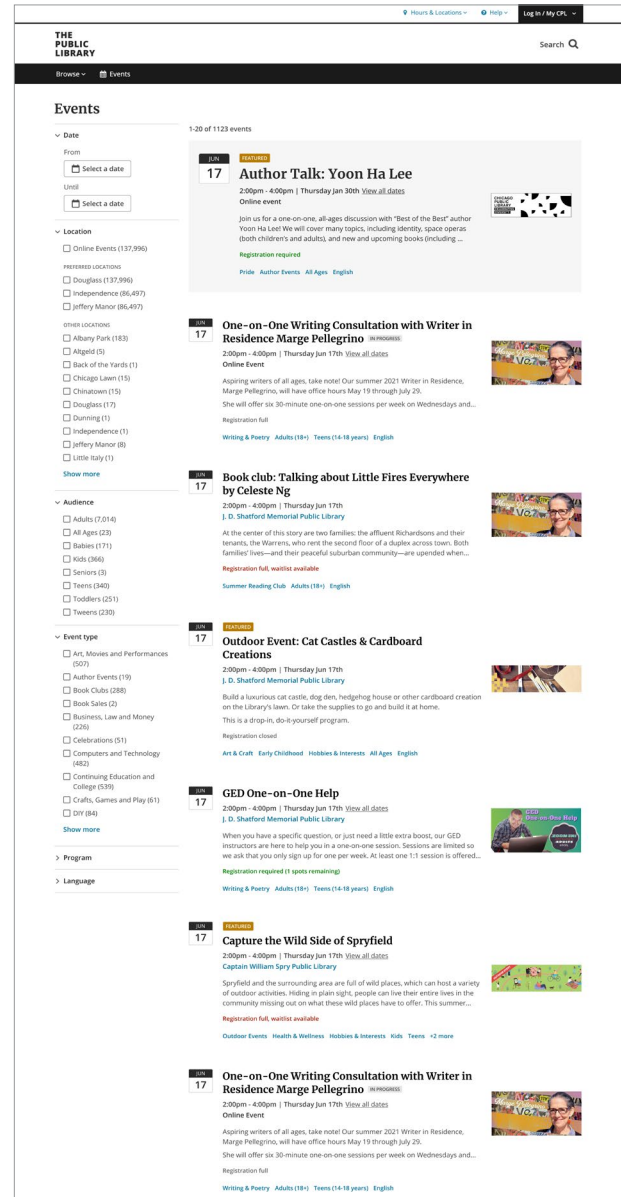 Hours & Locations
Help
Log In / My CPL
THE
PUBLIC
LIBRARY
Search
Browse
Events
Events
Date
From
Select a date
Until
Select a date
Location
Online Events (137,996)
PREFERRED LOCATIONS
Douglass (137,996)
Independence (86,497)
Jeffery Manor (86,497)
OTHER LOCATIONS
Albany Park (183)
Altgeld (5)
Back of the Yards (1)
Chicago Lawn (15)
Chinatown (15)
Douglass (17)
Dunning (1)
Independence (1)
Jeffery Manor (8)
Little Italy (1)
Show more
Audience
Adults (7,014)
All Ages (23)
Babies (171)
Kids (366)
Seniors (3)
Teens (340)
Toddlers (251)
Tweens (230)
Event type
Art, Movies and Performances
(507)
Author Events (19)
Book Clubs (288)
Book Sales (2)
Business, Law and Money
(226)
Celebrations (51)
Computers and Technology
(482)
Continuing Education and
College (539)
Crafts, Games and Play (61)
DIY (84)
Show more
Program
Language
1-20 of 1123 events
JUN
17
FEATURED
Author Talk: Yoon Ha Lee
2:00pm - 4:00pm | Thursday Jan 30th View all dates
Online event
Join us for a one-on-one, all-ages discussion with "Best of the Best" author
Yoon Ha Lee! We will cover many topics, including identity, space operas
(both children's and adults), and new and upcoming books (including ...
Registration required
Pride Author Events All Ages English
CHICAGO
PUBLIC
LIBRARY
JUN
17
One-on-One Writing Consultation with Writer in
Residence Marge Pellegrino IN PROGRESS
2:00pm - 4:00pm | Thursday Jun 17th View all dates
Online Event
Aspiring writers of all ages, take note! Our summer 2021 Writer in Residence,
Marge Pellegrino, will have office hours May 19 through July 29.
She will offer six 30-minute one-on-one sessions per week on Wednesdays and...
Registration full
Writing & Poetry Adults (18+) Teens (14-18 years) English
JUN
17
Book club: Talking about Little Fires Everywhere
by Celeste Ng
2:00pm - 4:00pm | Thursday Jun 17th
J. D. Shatford Memorial Public Library
At the center of this story are two families: the affluent Richardsons and their
tenants, the Warrens, who rent the second floor of a duplex across town. Both
families' lives—and their peaceful suburban community—are upended when...
Registration full, waitlist available
Summer Reading Club Adults (18+) English
JUN
17
FEATURED
Outdoor Event: Cat Castles & Cardboard
Creations
2:00pm - 4:00pm | Thursday Jun 17th
J. D. Shatford Memorial Public Library
Build a luxurious cat castle, dog den, hedgehog house or other cardboard creation
on the Library's lawn. Or take the supplies to go and build it at home.
This is a drop-in, do-it-yourself program.
Registration closed
Art & Craft Early Childhood Hobbies & Interests All Ages English
JUN
17
GED One-on-One Help
2:00pm - 4:00pm | Thursday Jun 17th View all dates
J. D. Shatford Memorial Public Library
When you have a specific question, or just need a little extra boost, our GED
instructors are here to help you in a one-on-one session. Sessions are limited so
we ask that you only sign up for one per week. At least one 1:1 session is offered...
Registration required (1 spots remaining)
Writing & Poetry Adults (18+) Teens (14-18 years) English
GED
One-on-One Help
JUN
17
FEATURED
Capture the Wild Side of Spryfield
2:00pm - 4:00pm | Thursday Jun 17th View all dates
Captain William Spry Public Library
Spryfield and the surrounding area are full of wild places, which can host a variety
of outdoor activities. Hiding in plain sight, people can live their entire lives in the
community missing out on what these wild places have to offer. This summer...
Registration full, waitlist available
Outdoor Events Health & Wellness Hobbies & Interests Kids Teens +2 more
JUN
17
One-on-One Writing Consultation with Writer in
Residence Marge Pellegrino IN PROGRESS
2:00pm - 4:00pm | Thursday Jun 17th View all dates
Online Event
Aspiring writers of all ages, take note! Our summer 2021 Writer in Residence,
Marge Pellegrino, will have office hours May 19 through July 29.
She will offer six 30-minute one-on-one sessions per week on Wednesdays and...
Registration full
Writing & Poetry Adults (18+) Teens (14-18 years) English